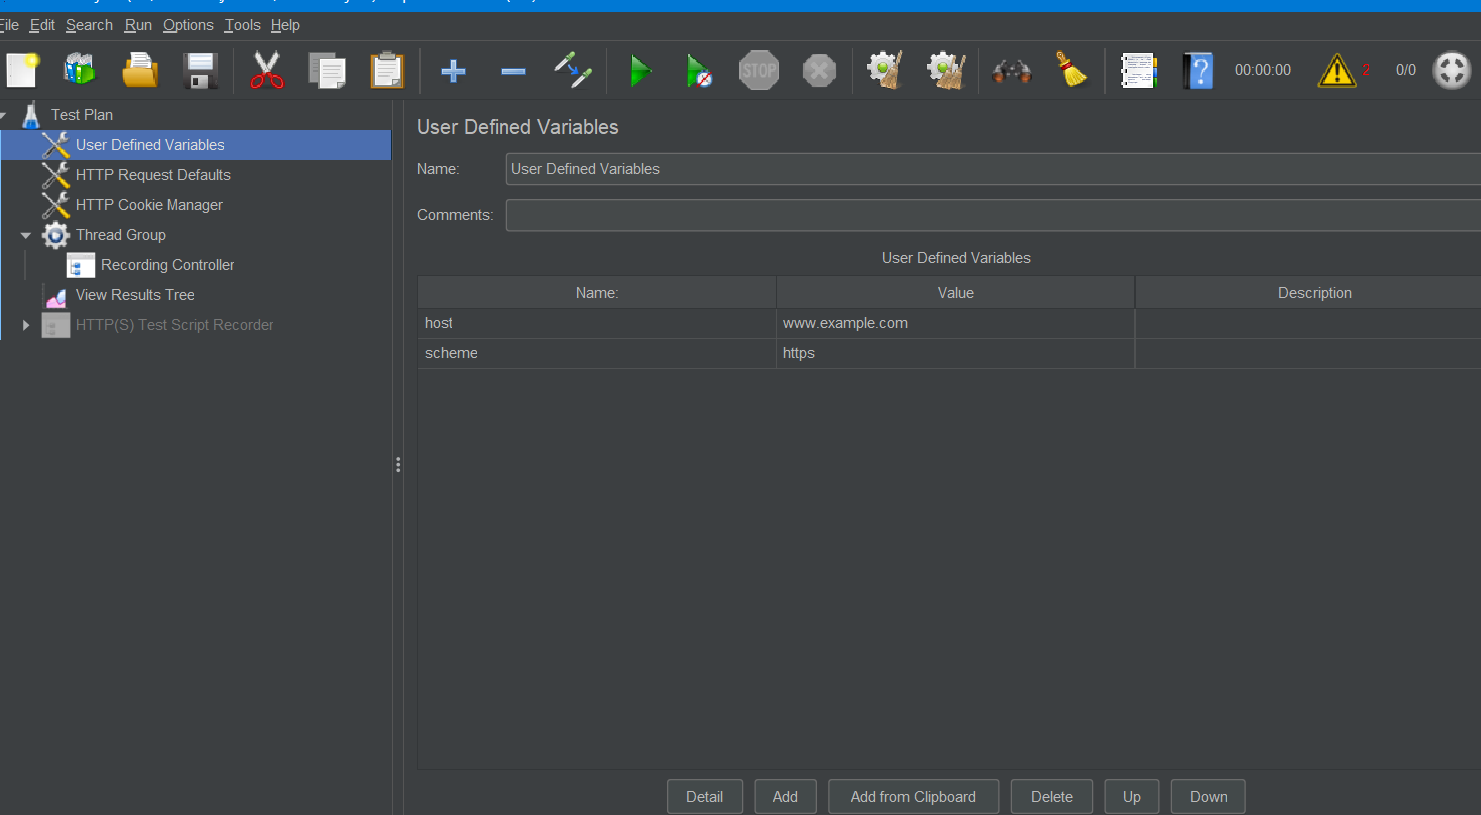 File Edit Search Run Options Tools Help
STOP
?
00:00:00
2
0/0
Test Plan
User Defined Variables
HTTP Request Defaults
HTTP Cookie Manager
Thread Group
Recording Controller
View Results Tree
HTTP(S) Test Script Recorder
User Defined Variables
Name: User Defined Variables
Comments:
User Defined Variables
Name: Value Description
host www.example.com
scheme https
Detail Add Add from Clipboard Delete Up Down